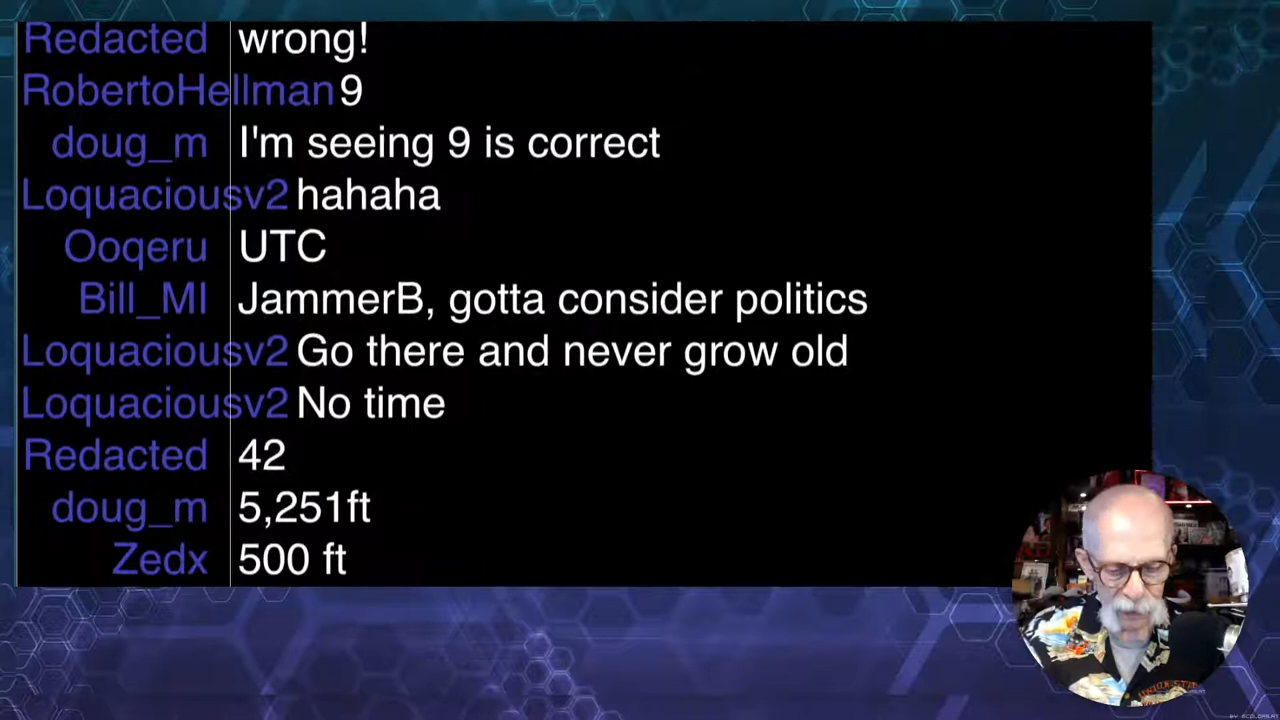 Redacted wrong!
RobertoHellman 9
doug_m I'm seeing 9 is correct
Loquaciousv2 hahaha
Ooqeru UTC
Bill_MI JammerB, gotta consider politics
Loquaciousv2 Go there and never grow old
Loquaciousv2 No time
Redacted 42
doug_m 5,251ft
Zedx 500 ft